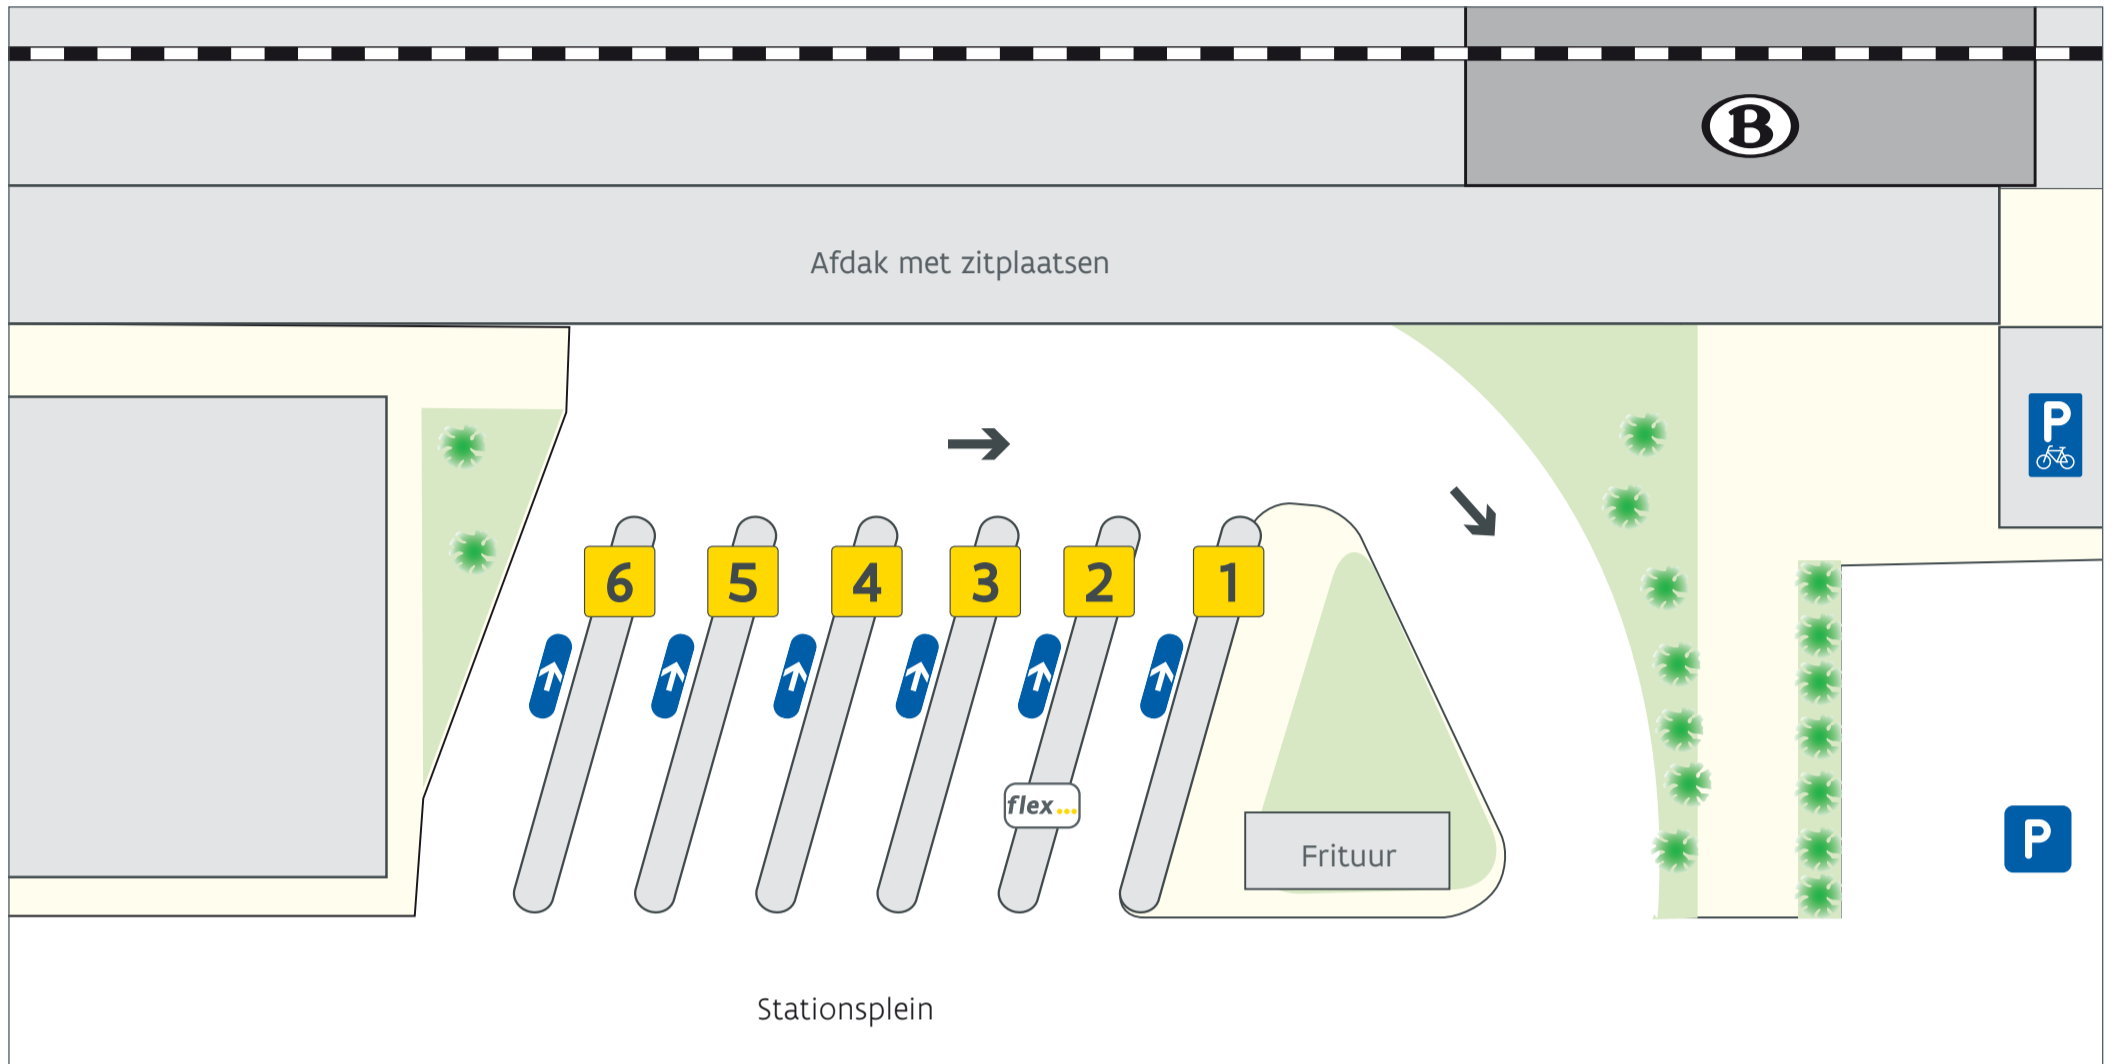 B
Afdak met zitplaatsen
P
6 5 4 3 2 1
flex...
Frituur
P
Stationsplein